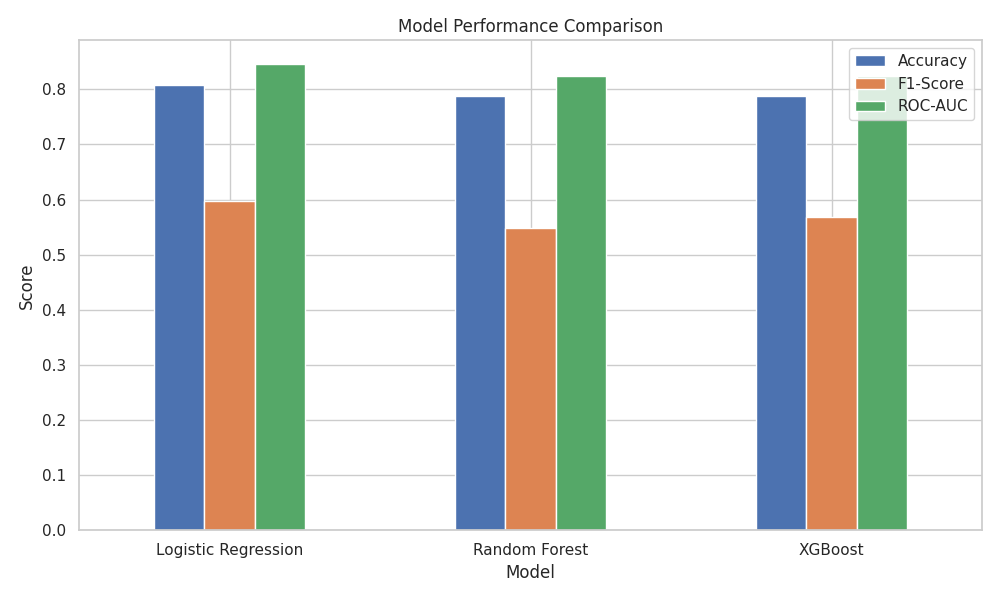 Model Performance Comparison
Accuracy
F1-Score
ROC-AUC
0.8
0.7
0.6
0.5
0.4
0.3
0.2
0.1
0.0
Score
Logistic Regression
Random Forest
XGBoost
Model